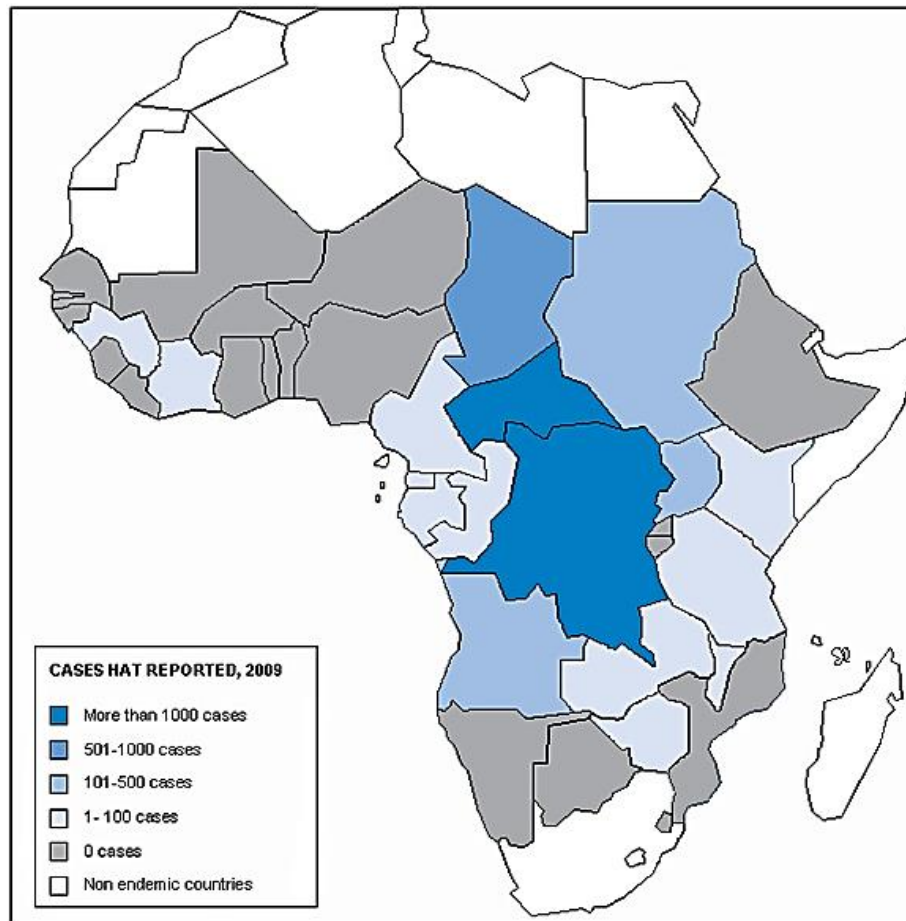 CASES HAT REPORTED, 2009
More than 1000 cases
501-1000 cases
101-500 cases
1- 100 cases
0 cases
Non endemic countries